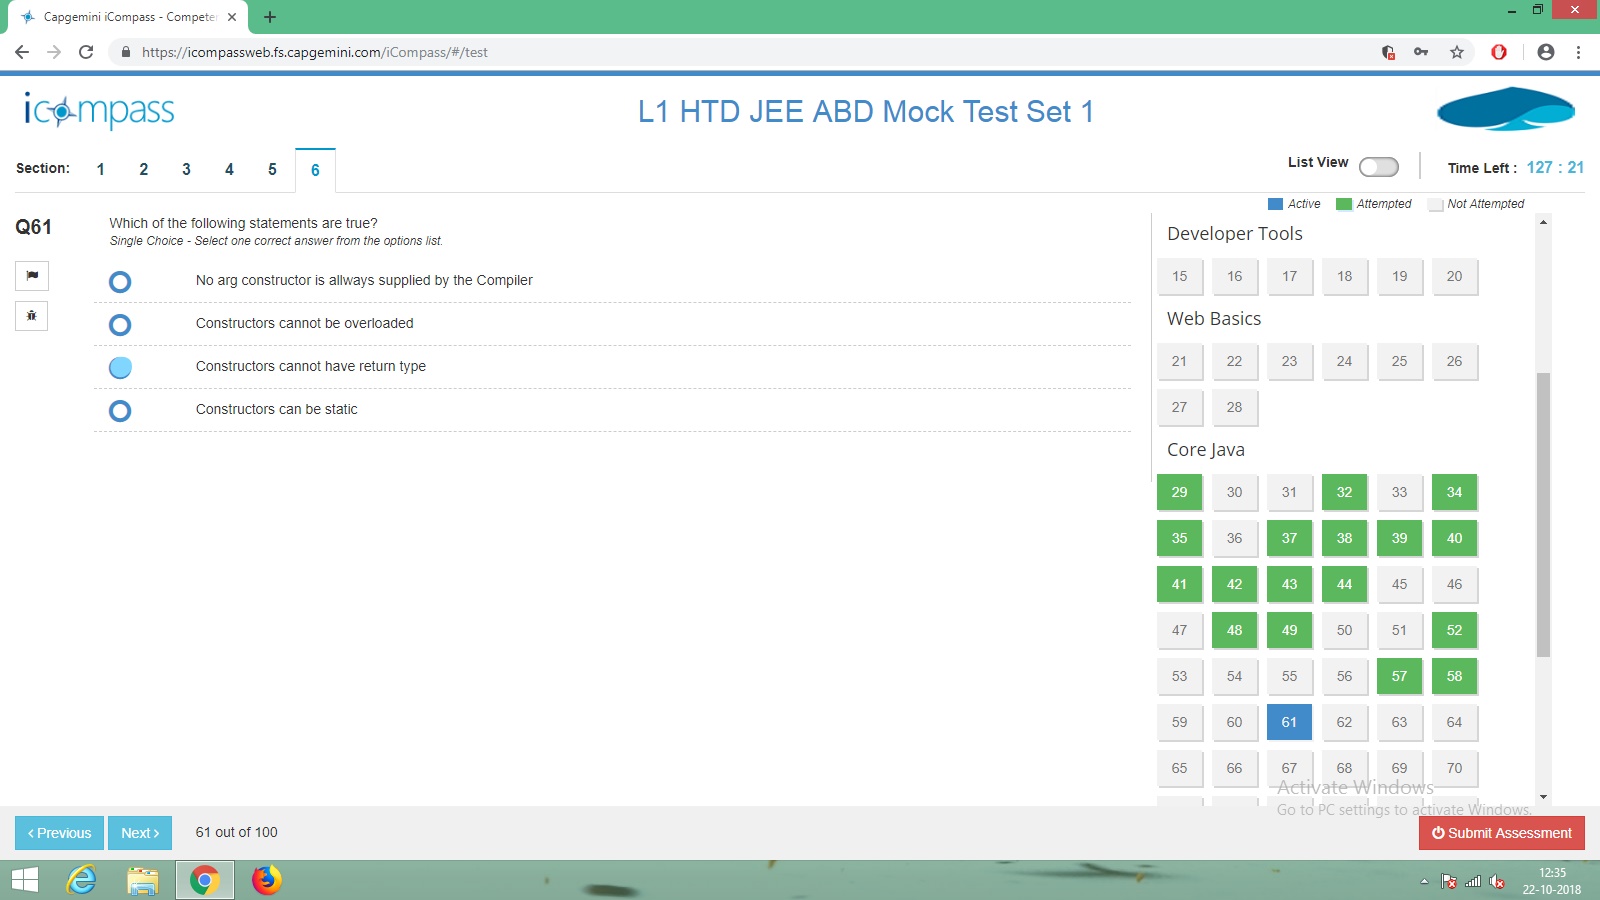 Capgemini iCompass - Competer
https://icompassweb.fs.capgemini.com/iCompass/#/test
icompass
L1 HTD JEE ABD Mock Test Set 1
Section: 1 2 3 4 5 6
List View
Time Left : 127 : 21
Active Attempted Not Attempted
Q61
Which of the following statements are true?
Single Choice - Select one correct answer from the options list.
No arg constructor is allways supplied by the Compiler
Constructors cannot be overloaded
Constructors cannot have return type
Constructors can be static
Developer Tools
15 16 17 18 19 20
Web Basics
21 22 23 24 25 26
27 28
Core Java
29 30 31 32 33 34
35 36 37 38 39 40
41 42 43 44 45 46
47 48 49 50 51 52
53 54 55 56 57 58
59 60 61 62 63 64
65 66 67 68 69 70
Activate Windows
Go to PC settings to activate Windows.
‹ Previous
Next ›
61 out of 100
Submit Assessment
12:35
22-10-2018